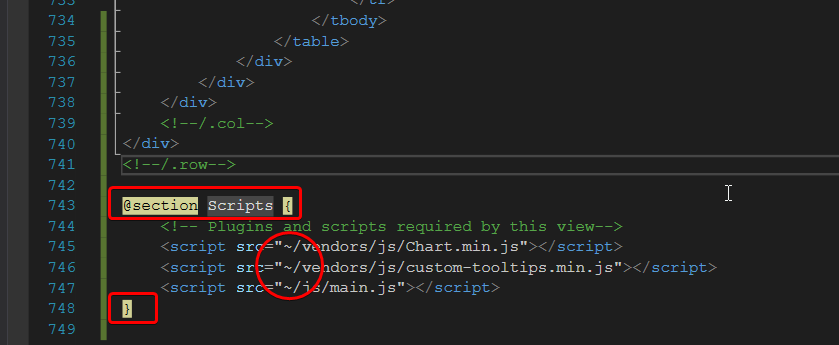 733 </tr>
734 </tbody>
735 </table>
736 </div>
737 </div>
738 </div>
739 <!--/.col-->
740 </div>
741 <!--/.row-->
742
743 @section Scripts {
744 <!-- Plugins and scripts required by this view-->
745 <script src="~/vendors/js/Chart.min.js"></script>
746 <script src="~/vendors/js/custom-tooltips.min.js"></script>
747 <script src="~/js/main.js"></script>
748 }
749